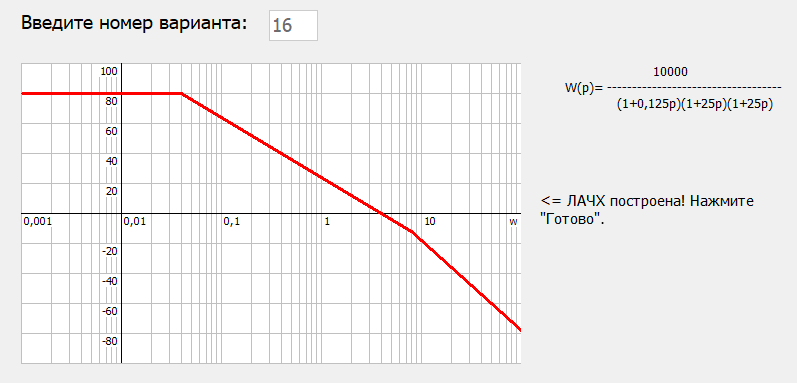 Введите номер варианта: 16
100
80
60
40
20
0,001 0,01 0,1 1 10 w
-20
-40
-60
-80
10000
W(p)= -----------------------------------
(1+0,125p)(1+25p)(1+25p)
<= ЛАЧХ построена! Нажмите
"Готово".